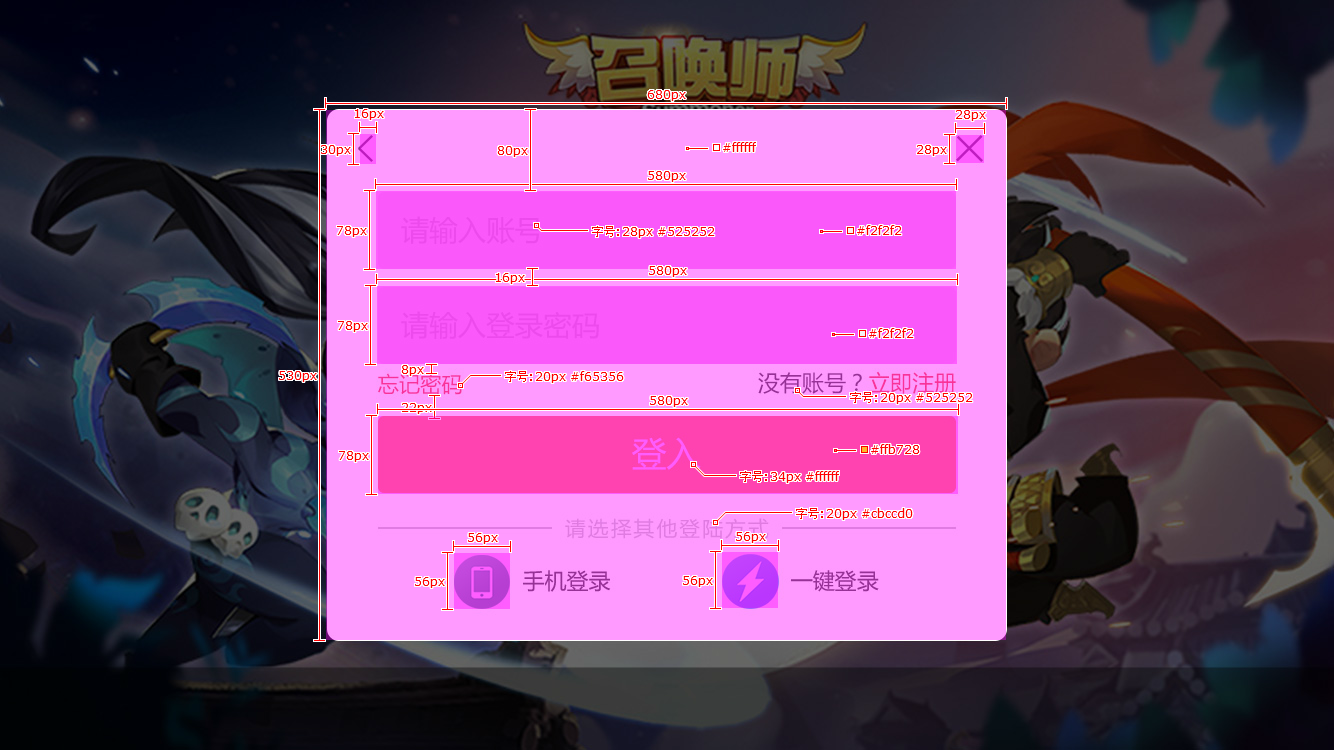 召唤师
Summoner
680px
16px
28px
30px
80px
#ffffff
28px
580px
78px
请输入账号
字号:28px #525252
#f2f2f2
16px
580px
78px
请输入登录密码
#f2f2f2
530px
8px
忘记密码
字号:20px #f65356
没有账号？立即注册
字号:20px #525252
22px
580px
78px
登入
#ffb728
字号:34px #ffffff
字号:20px #cbccd0
请选择其他登陆方式
56px
56px
56px
手机登录
56px
一键登录